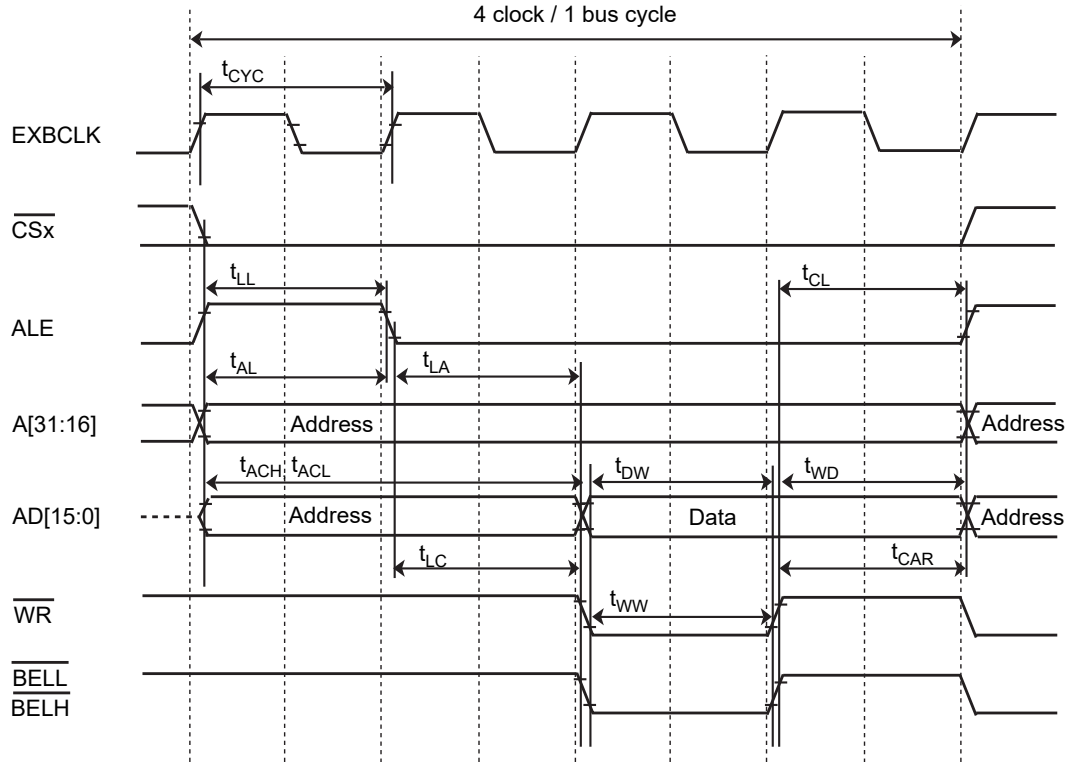 4 clock / 1 bus cycle
tCYC
EXBCLK
CSx
tLL
tCL
ALE
tAL
tLA
A[31:16]
Address
Address
tACH, tACL
tDW
tWD
AD[15:0]
Address
Data
Address
tLC
tCAR
WR
tWW
BELL
BELH